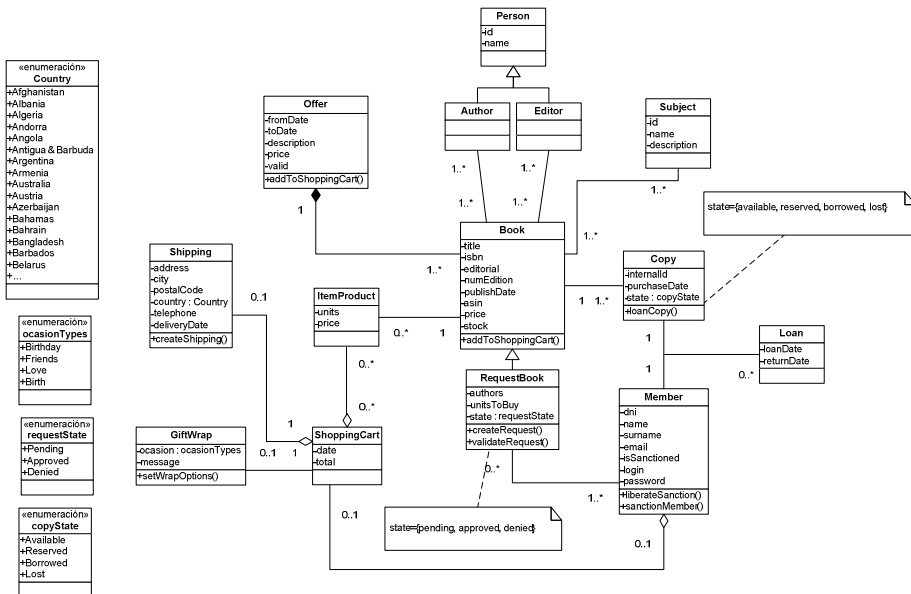 Person
-id
-name
«enumeración»
Country
+Afghanistan
+Albania
+Algeria
+Andorra
+Angola
+Antigua & Barbuda
+Argentina
+Armenia
+Australia
+Austria
+Azerbaijan
+Bahamas
+Bahrain
+Bangladesh
+Barbados
+Belarus
+...
Offer
-fromDate
-toDate
-description
-price
-valid
+addToShoppingCart()
Author
Editor
Subject
-id
-name
-description
1..*
1..*
1..*
1..*
1..*
1..*
1
1..*
state={available, reserved, borrowed, lost}
Book
-title
-isbn
-editorial
-numEdition
-publishDate
-asin
-price
-stock
+addToShoppingCart()
Shipping
-address
-city
-postalCode
-country : Country
-telephone
-deliveryDate
+createShipping()
0..1
ItemProduct
-units
-price
0..*
1
1
1..*
Copy
-internalId
-purchaseDate
-state : copyState
+loanCopy()
«enumeración»
ocasionTypes
+Birthday
+Friends
+Love
+Birth
Loan
-loanDate
-returnDate
0..*
1
1
0..*
0..*
RequestBook
-authors
-unitsToBuy
-state : requestState
+createRequest()
+validateRequest()
Member
-dni
-name
-surname
-email
-isSanctioned
-login
-password
+liberateSanction()
+sanctionMember()
«enumeración»
requestState
+Pending
+Approved
+Denied
GiftWrap
-ocasion : ocasionTypes
-message
+setWrapOptions()
1
0..1
1
ShoppingCart
-date
-total
0..*
1..*
«enumeración»
copyState
+Available
+Reserved
+Borrowed
+Lost
0..1
state={pending, approved, denied}
0..1